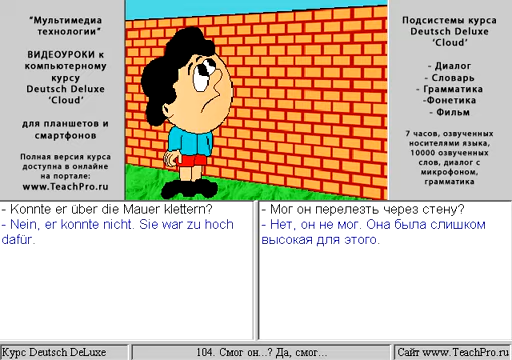 "Мультимедиа
технологии"
ВИДЕОУРОКИ к
компьютерному
курсу
Deutsch Deluxe
'Cloud'
для планшетов и
смартфонов
Полная версия курса
доступна в онлайне
на портале:
www.TeachPro.ru
Подсистемы курса
Deutsch Deluxe
'Cloud'
- Диалог
- Словарь
- Грамматика
-Фонетика
- Фильм
7 часов, озвученных
носителями языка,
10000 озвученных
слов, диалог с
микрофоном,
грамматика
- Konnte er über die Mauer klettern?
- Nein, er konnte nicht. Sie war zu hoch
dafür.
- Мог он перелезть через стену?
- Нет, он не мог. Она была слишком
высокая для этого.
Курс Deutsch DeLuxe
104. Смог он...? Да, смог...
Сайт www.TeachPro.ru